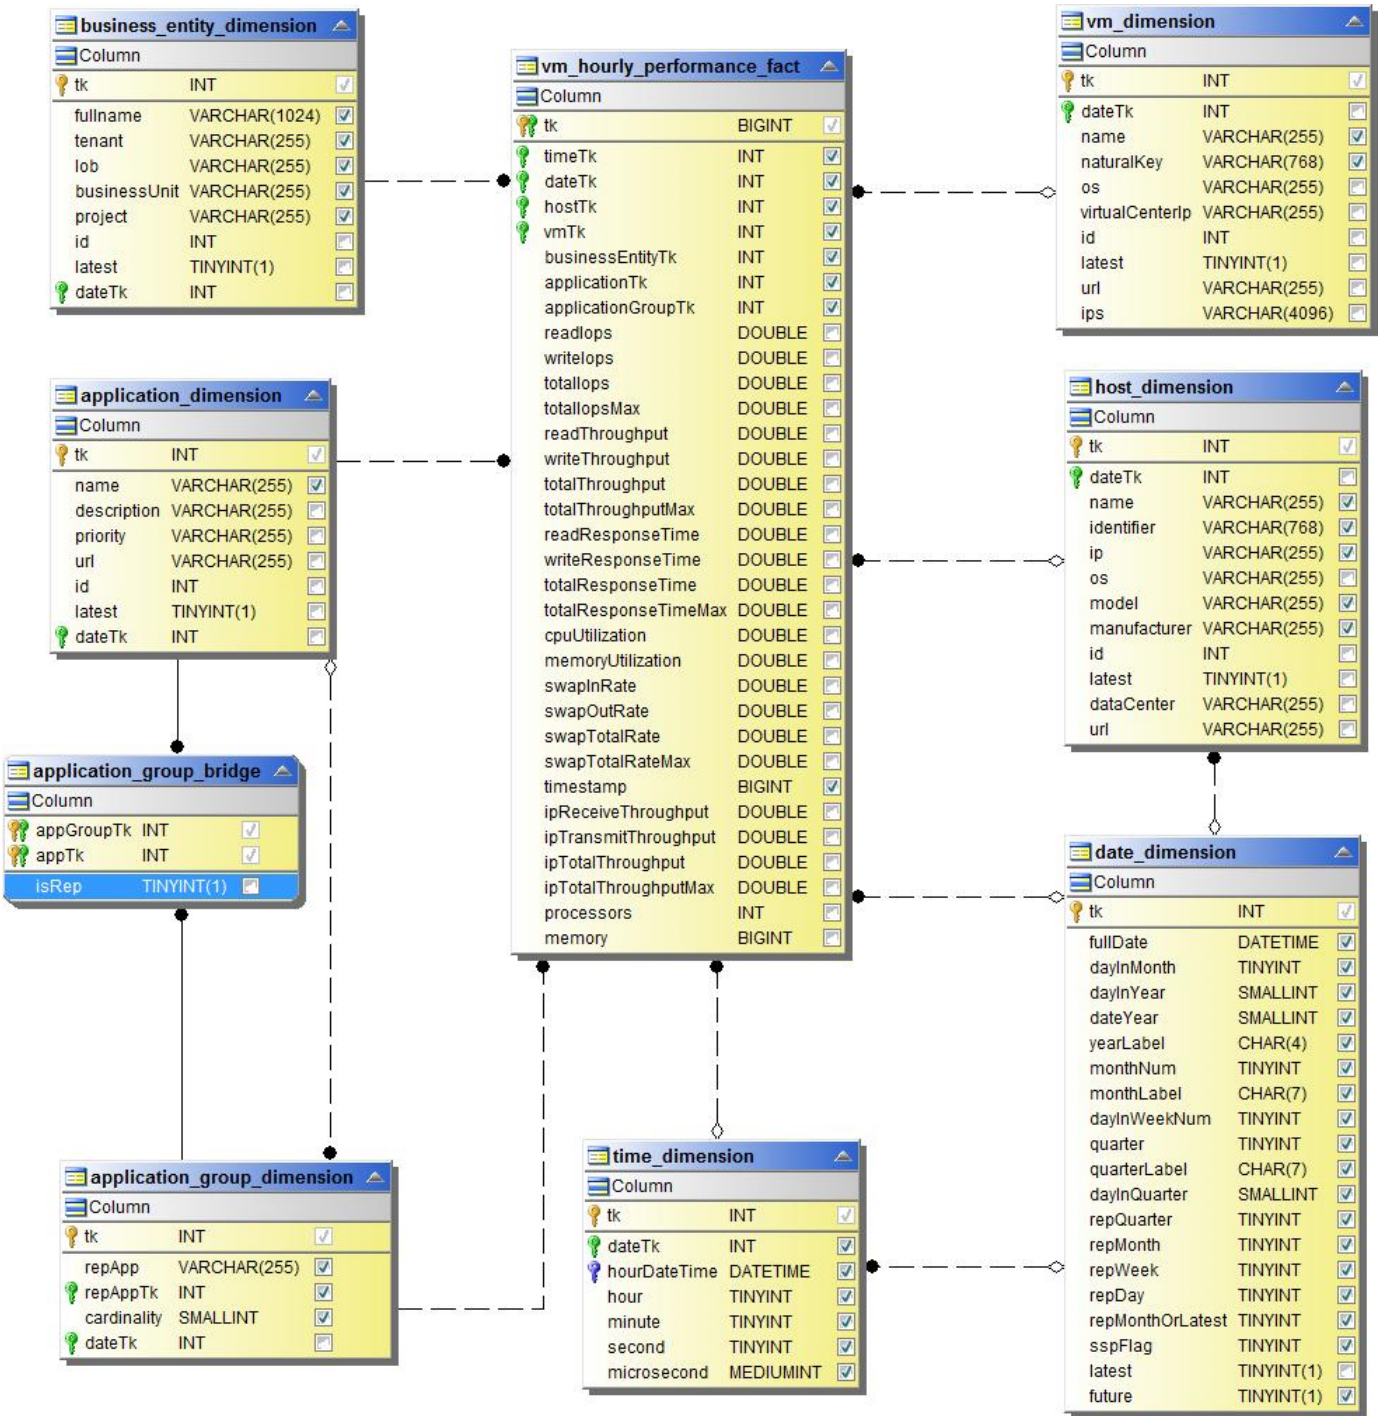 business_entity_dimension
Column
tk INT
fullname VARCHAR(1024)
tenant VARCHAR(255)
lob VARCHAR(255)
businessUnit VARCHAR(255)
project VARCHAR(255)
id INT
latest TINYINT(1)
dateTk INT
vm_hourly_performance_fact
Column
tk BIGINT
timeTk INT
dateTk INT
hostTk INT
vmTk INT
businessEntityTk INT
applicationTk INT
applicationGroupTk INT
readIops DOUBLE
writeIops DOUBLE
totalIops DOUBLE
totalIopsMax DOUBLE
readThroughput DOUBLE
writeThroughput DOUBLE
totalThroughput DOUBLE
totalThroughputMax DOUBLE
readResponseTime DOUBLE
writeResponseTime DOUBLE
totalResponseTime DOUBLE
totalResponseTimeMax DOUBLE
cpuUtilization DOUBLE
memoryUtilization DOUBLE
swapInRate DOUBLE
swapOutRate DOUBLE
swapTotalRate DOUBLE
swapTotalRateMax DOUBLE
timestamp BIGINT
ipReceiveThroughput DOUBLE
ipTransmitThroughput DOUBLE
ipTotalThroughput DOUBLE
ipTotalThroughputMax DOUBLE
processors INT
memory BIGINT
vm_dimension
Column
tk INT
dateTk INT
name VARCHAR(255)
naturalKey VARCHAR(768)
os VARCHAR(255)
virtualCenterIp VARCHAR(255)
id INT
latest TINYINT(1)
url VARCHAR(255)
ips VARCHAR(4096)
application_dimension
Column
tk INT
name VARCHAR(255)
description VARCHAR(255)
priority VARCHAR(255)
url VARCHAR(255)
id INT
latest TINYINT(1)
dateTk INT
host_dimension
Column
tk INT
dateTk INT
name VARCHAR(255)
identifier VARCHAR(768)
ip VARCHAR(255)
os VARCHAR(255)
model VARCHAR(255)
manufacturer VARCHAR(255)
id INT
latest TINYINT(1)
dataCenter VARCHAR(255)
url VARCHAR(255)
application_group_bridge
Column
appGroupTk INT
appTk INT
isRep TINYINT(1)
date_dimension
Column
tk INT
fullDate DATETIME
dayInMonth TINYINT
dayInYear SMALLINT
dateYear SMALLINT
yearLabel CHAR(4)
monthNum TINYINT
monthLabel CHAR(7)
dayInWeekNum TINYINT
quarter TINYINT
quarterLabel CHAR(7)
dayInQuarter SMALLINT
repQuarter TINYINT
repMonth TINYINT
repWeek TINYINT
repDay TINYINT
repMonthOrLatest TINYINT
sspFlag TINYINT
latest TINYINT(1)
future TINYINT(1)
application_group_dimension
Column
tk INT
repApp VARCHAR(255)
repAppTk INT
cardinality SMALLINT
dateTk INT
time_dimension
Column
tk INT
dateTk INT
hourDateTime DATETIME
hour TINYINT
minute TINYINT
second TINYINT
microsecond MEDIUMINT